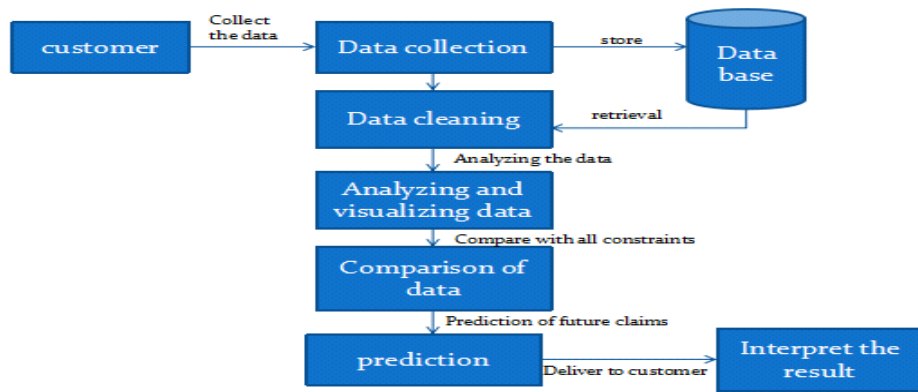 Collect
the data
customer
Data collection
store
Data
base
Data cleaning
retrieval
Analyzing the data
Analyzing and
visualizing data
Compare with all constraints
Comparison of
data
Prediction of future claims
prediction
Deliver to customer
Interpret the
result